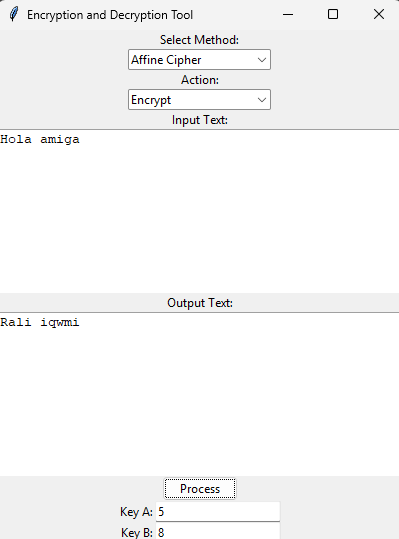 Encryption and Decryption Tool
Select Method:
Affine Cipher
Action:
Encrypt
Input Text:
Hola amiga
Output Text:
Rali iqwmi
Process
Key A: 5
Key B: 8